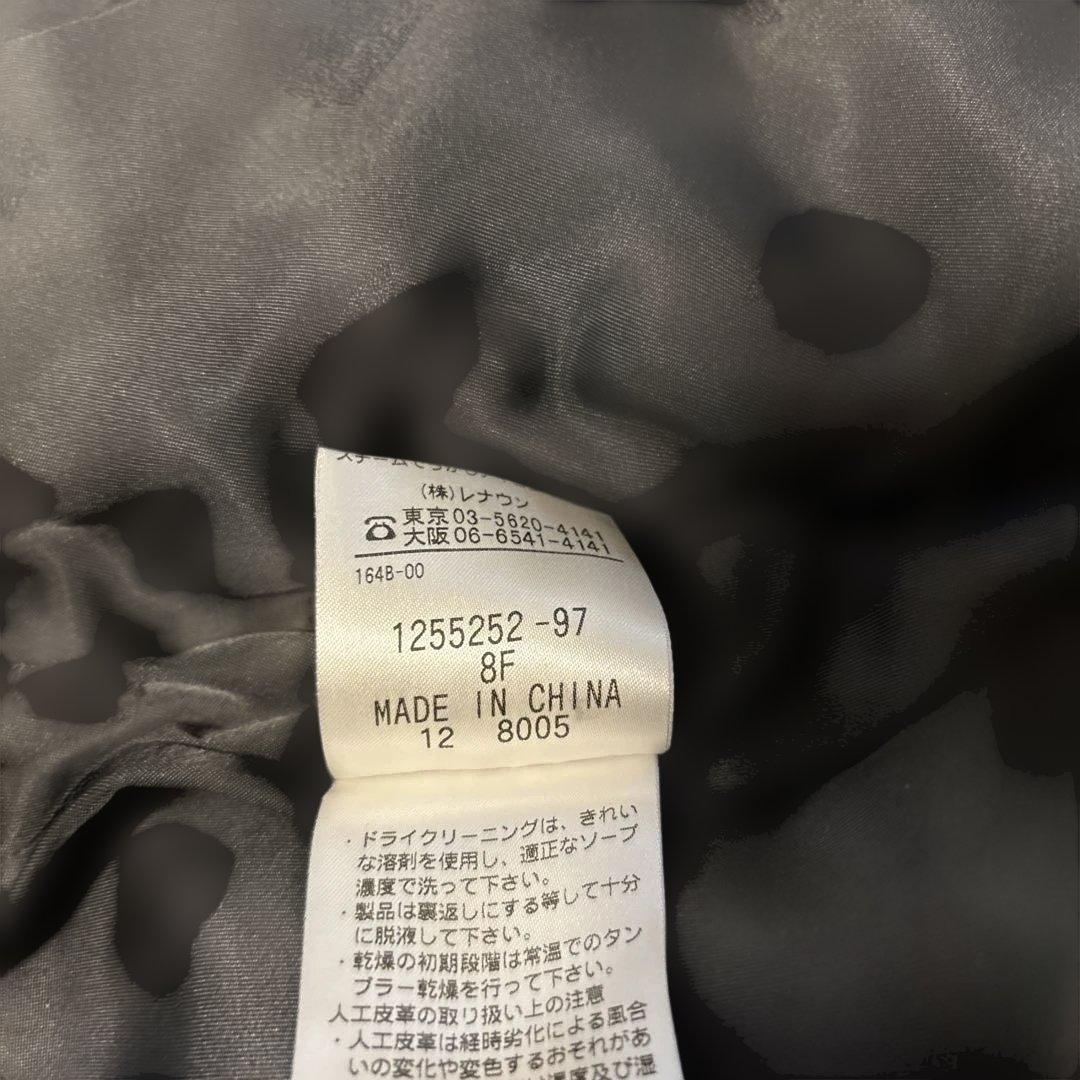 (株)レナウン
☎東京03-5620-4141
大阪06-6541-4141
164B-00
1255252-97
8F
MADE IN CHINA
12 8005
・ドライクリーニングは、きれい
な溶剤を使用し、適正なソープ
濃度で洗って下さい。
・製品は裏返しにする等して十分
に脱液して下さい。
・乾燥の初期段階は常温でのタン
ブラー乾燥を行って下さい。
人工皮革の取り扱い上の注意
・人工皮革は経時劣化による風合
いの変化や変色するおそれがあ
温度及び湿